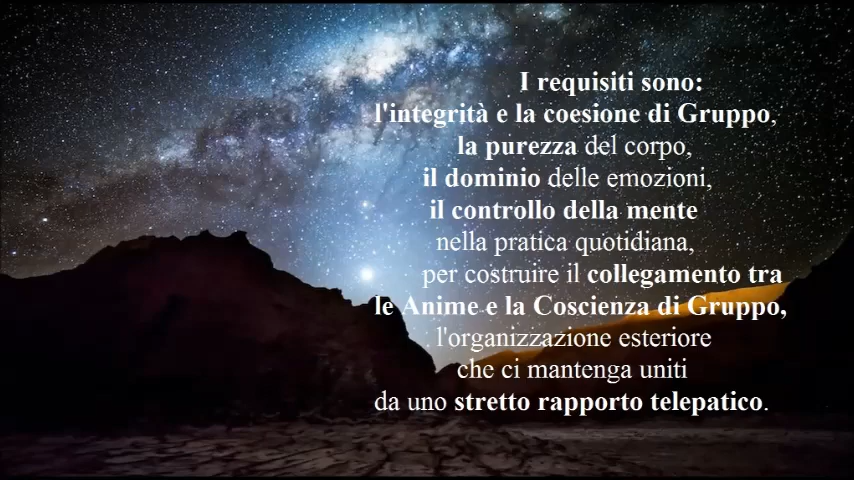 I requisiti sono:
l'integrità e la coesione di Gruppo,
la purezza del corpo,
il dominio delle emozioni,
il controllo della mente
nella pratica quotidiana,
per costruire il collegamento tra
le Anime e la Coscienza di Gruppo,
l'organizzazione esteriore
che ci mantenga uniti
da uno stretto rapporto telepatico.